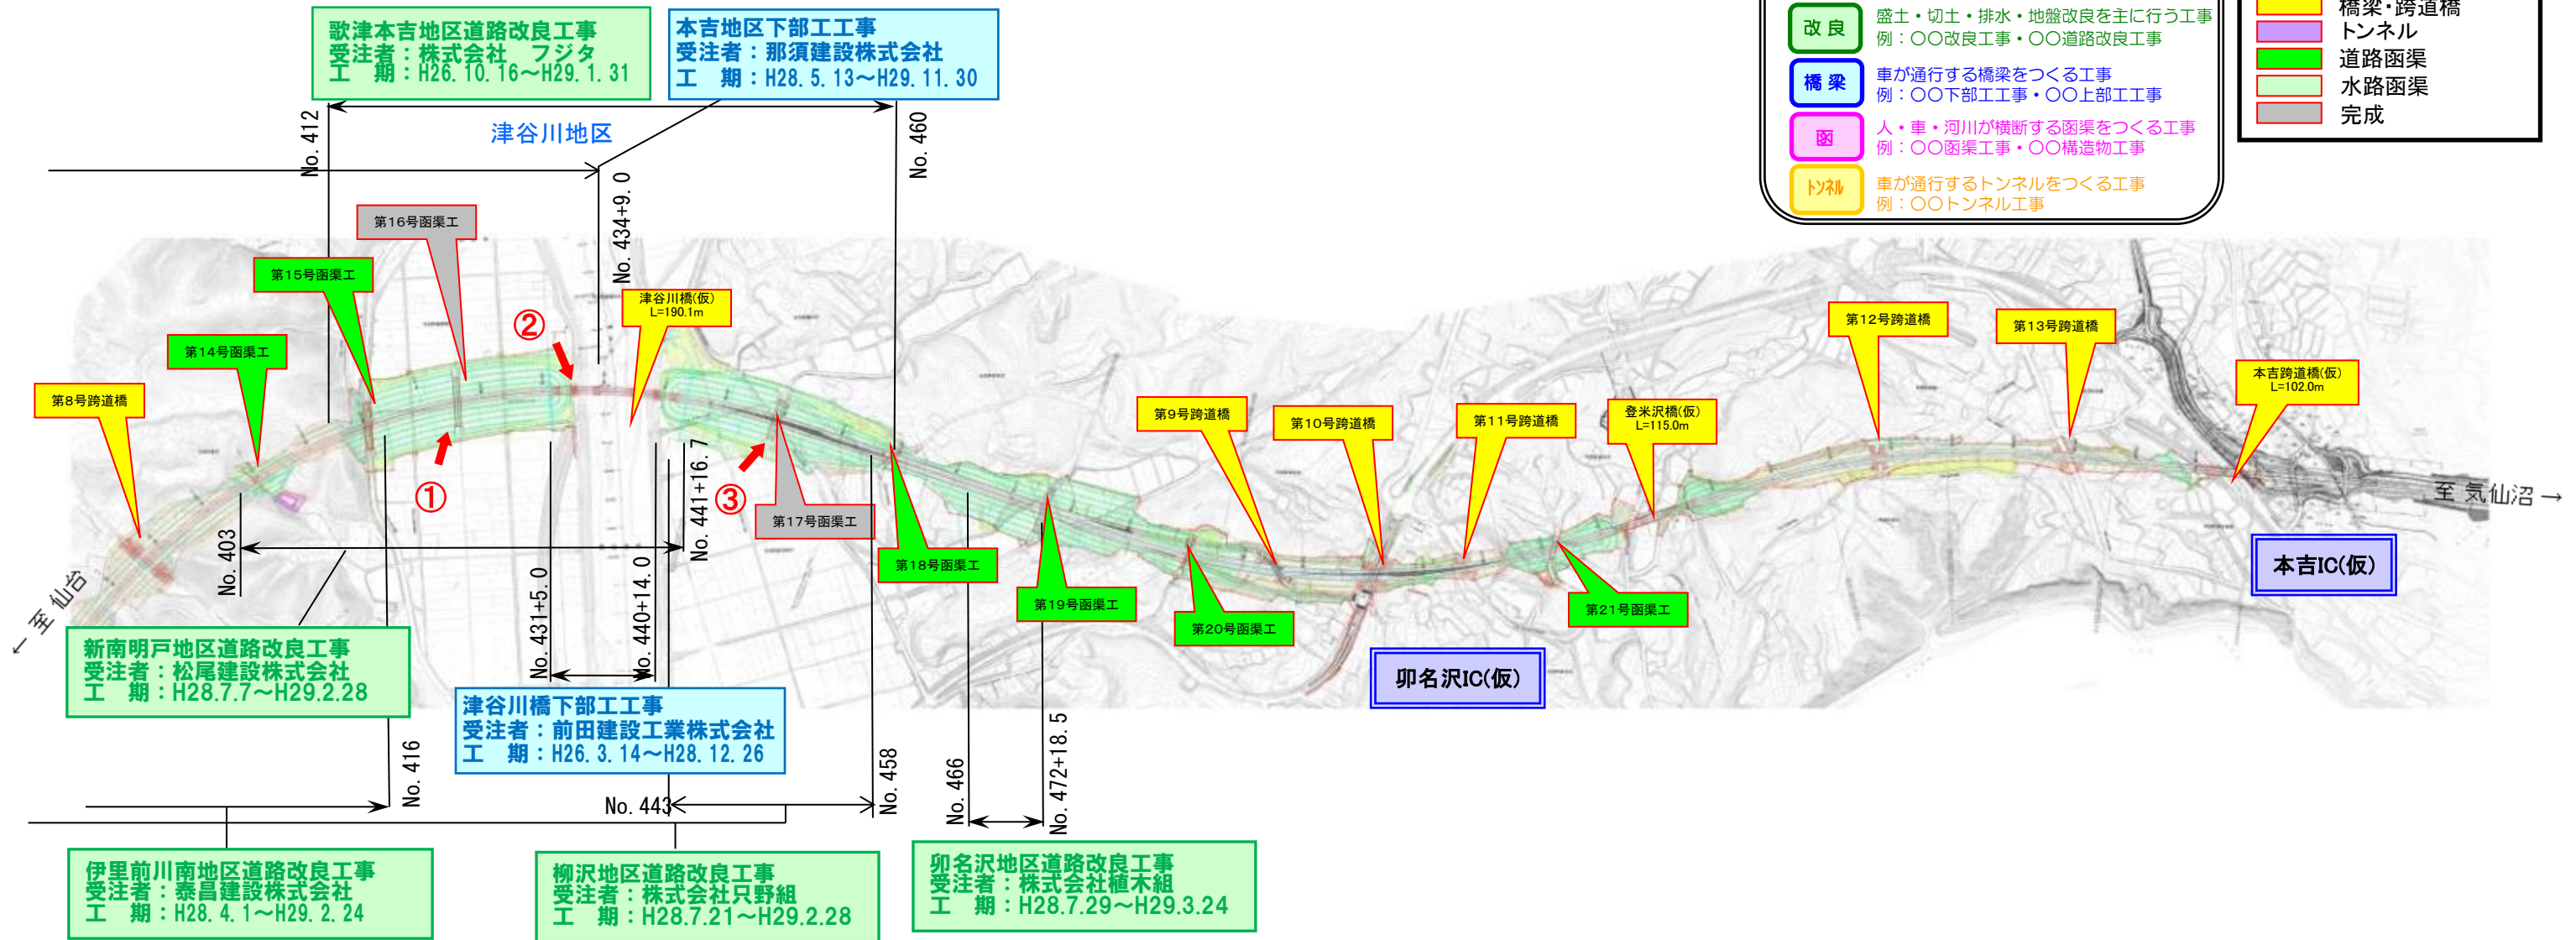 歌津本吉地区道路改良工事
受注者：株式会社　フジタ
工　期：H26.10.16～H29.1.31
本吉地区下部工工事
受注者：那須建設株式会社
工　期：H28.5.13～H29.11.30
改良
盛土・切土・排水・地盤改良を主に行う工事
例：○○改良工事・○○道路改良工事
橋梁
車が通行する橋梁をつくる工事
例：○○下部工工事・○○上部工工事
函
人・車・河川が横断する函渠をつくる工事
例：○○函渠工事・○○構造物工事
トンネル
車が通行するトンネルをつくる工事
例：○○トンネル工事
橋梁・跨道橋
トンネル
道路函渠
水路函渠
完成
津谷川地区
No.412
No.460
No.434+9.0
第16号函渠工
第15号函渠工
第14号函渠工
第8号跨道橋
②
津谷川橋(仮)
L=190.1m
①
③
第17号函渠工
第18号函渠工
第19号函渠工
第20号函渠工
第9号跨道橋
第10号跨道橋
第11号跨道橋
登米沢橋(仮)
L=115.0m
第21号函渠工
第12号跨道橋
第13号跨道橋
本吉跨道橋(仮)
L=102.0m
至 気仙沼→
本吉IC(仮)
卯名沢IC(仮)
←至 仙台
No.403
No.441+16.7
No.431+5.0
No.440+14.0
新南明戸地区道路改良工事
受注者：松尾建設株式会社
工　期：H28.7.7～H29.2.28
津谷川橋下部工工事
受注者：前田建設工業株式会社
工　期：H26.3.14～H28.12.26
No.416
No.443
No.458
No.466
No.472+18.5
伊里前川南地区道路改良工事
受注者：泰昌建設株式会社
工　期：H28.4.1～H29.2.24
柳沢地区道路改良工事
受注者：株式会社只野組
工　期：H28.7.21～H29.2.28
卯名沢地区道路改良工事
受注者：株式会社植木組
工　期：H28.7.29～H29.3.24